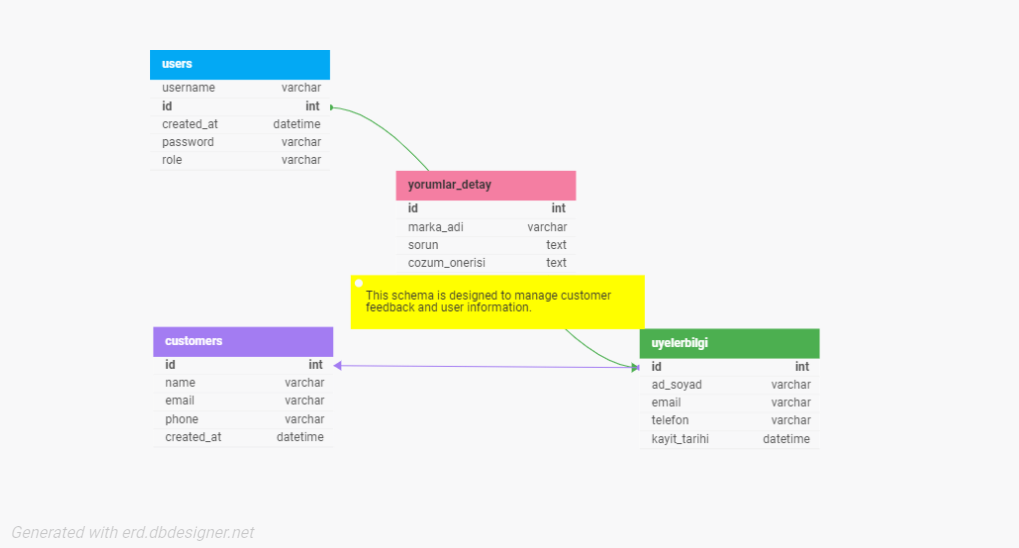 users
username varchar
id int
created_at datetime
password varchar
role varchar
yorumlar_detay
id int
marka_adi varchar
sorun text
cozum_onerisi text
This schema is designed to manage customer
feedback and user information.
customers
id int
name varchar
email varchar
phone varchar
created_at datetime
uyelerbilgi
id int
ad_soyad varchar
email varchar
telefon varchar
kayit_tarihi datetime
Generated with erd.dbdesigner.net